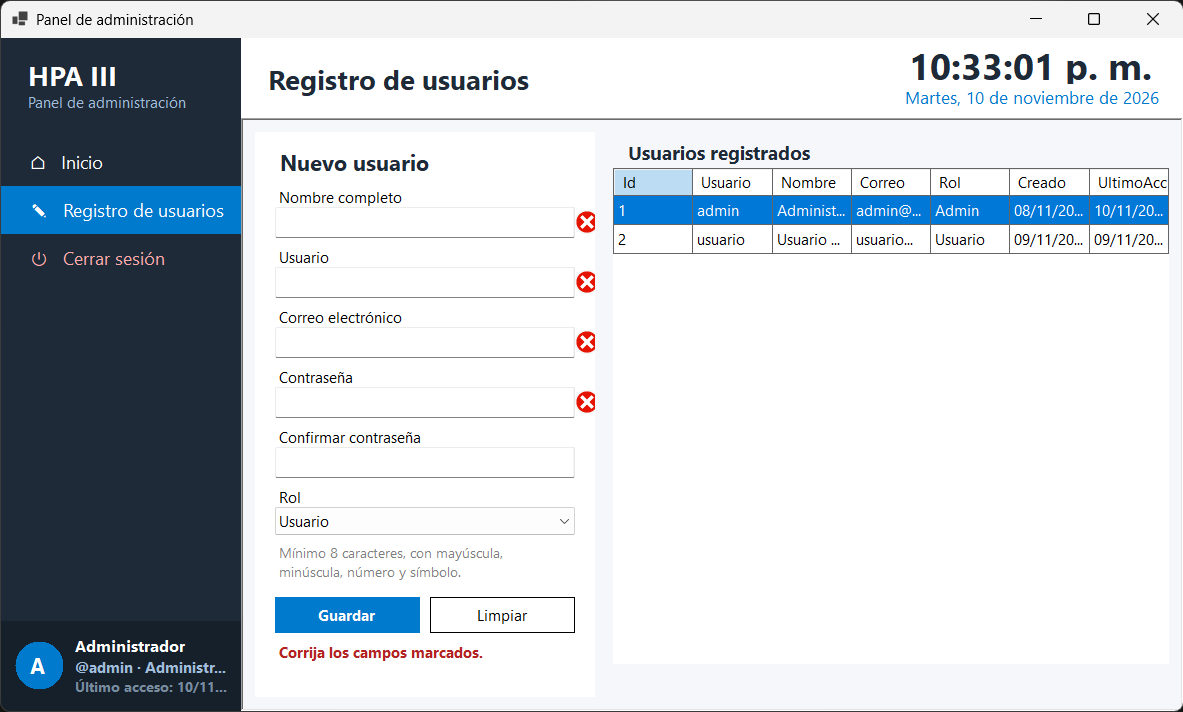 Panel de administración
HPA III
Panel de administración
Inicio
Registro de usuarios
Cerrar sesión
Administrador
A
@admin · Administr...
Último acceso: 10/11...
Registro de usuarios
10:33:01 p. m.
Martes, 10 de noviembre de 2026
Nuevo usuario
Nombre completo
Usuario
Correo electrónico
Contraseña
Confirmar contraseña
Rol
Usuario
Mínimo 8 caracteres, con mayúscula,
minúscula, número y símbolo.
Guardar Limpiar
Corrija los campos marcados.
Usuarios registrados
Id Usuario Nombre Correo Rol Creado UltimoAcc
1 admin Administ... admin@... Admin 08/11/20... 10/11/20...
2 usuario Usuario ... usuario... Usuario 09/11/20... 09/11/20...